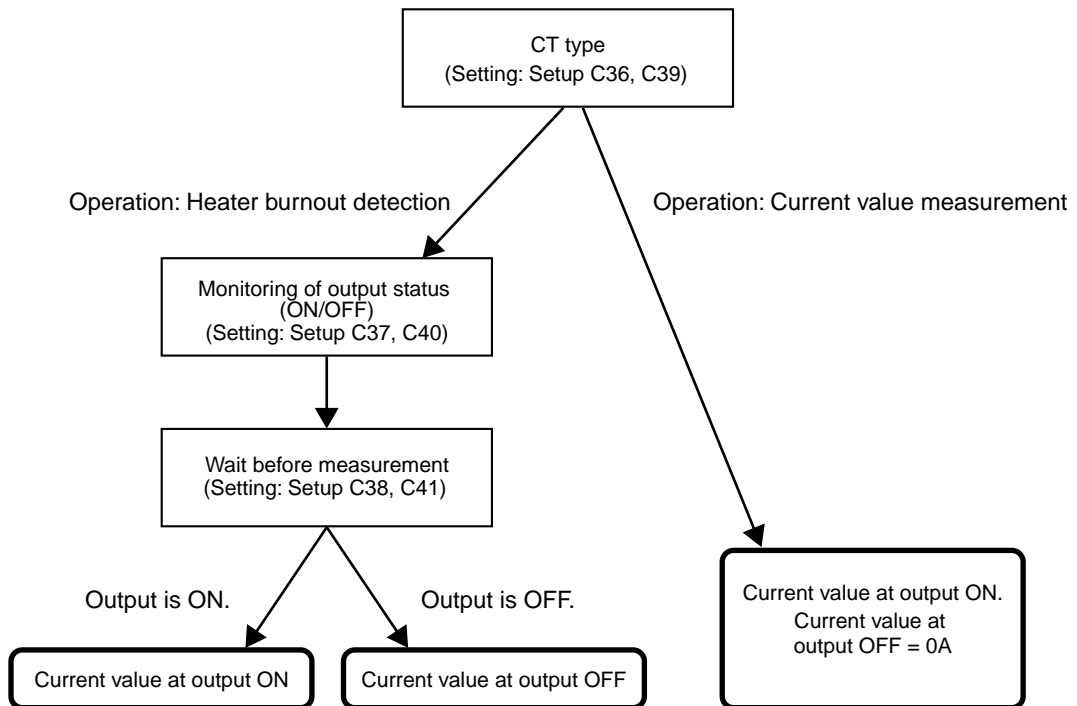 CT type
(Setting: Setup C36, C39)
Operation: Heater burnout detection
Operation: Current value measurement
Monitoring of output status
(ON/OFF)
(Setting: Setup C37, C40)
Wait before measurement
(Setting: Setup C38, C41)
Output is ON.
Output is OFF.
Current value at output ON
Current value at output OFF
Current value at output ON.
Current value at
output OFF = 0A